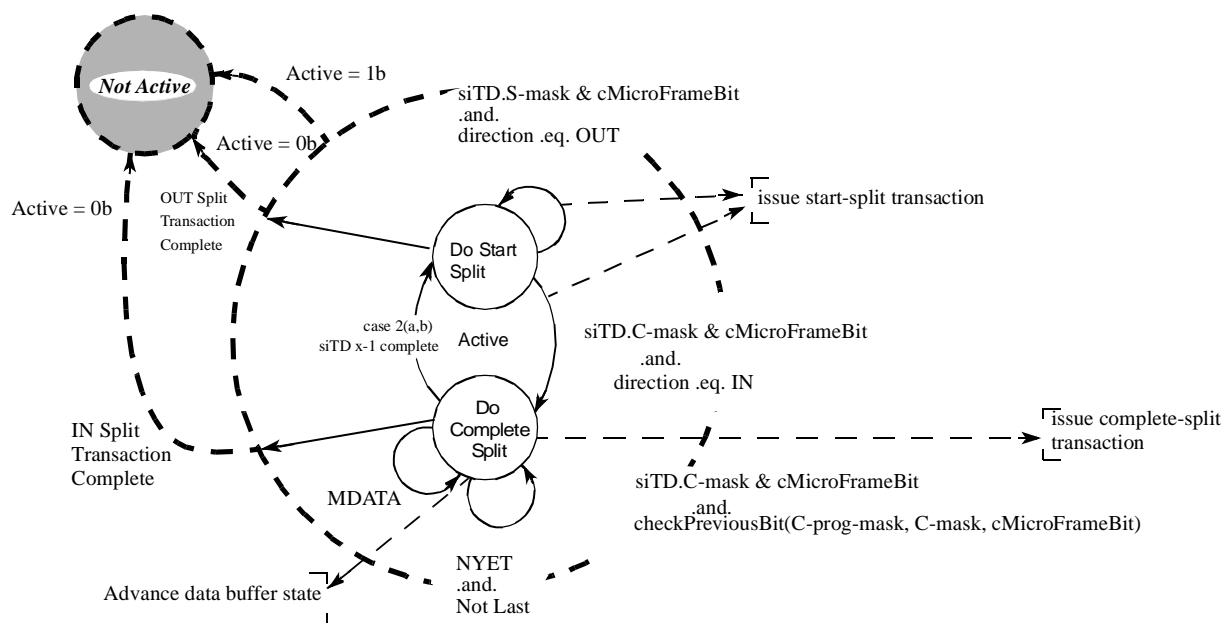 Not Active
Active = 1b
Active = 0b
Active = 0b
OUT Split
Transaction
Complete
siTD.S-mask & cMicroFrameBit
.and.
direction .eq. OUT
issue start-split transaction
Do Start
Split
case 2(a,b)
siTD x-1 complete
Active
siTD.C-mask & cMicroFrameBit
.and.
direction .eq. IN
Do
Complete
Split
IN Split
Transaction
Complete
issue complete-split
transaction
siTD.C-mask & cMicroFrameBit
.and.
checkPreviousBit(C-prog-mask, C-mask, cMicroFrameBit)
MDATA
NYET
.and.
Not Last
Advance data buffer state